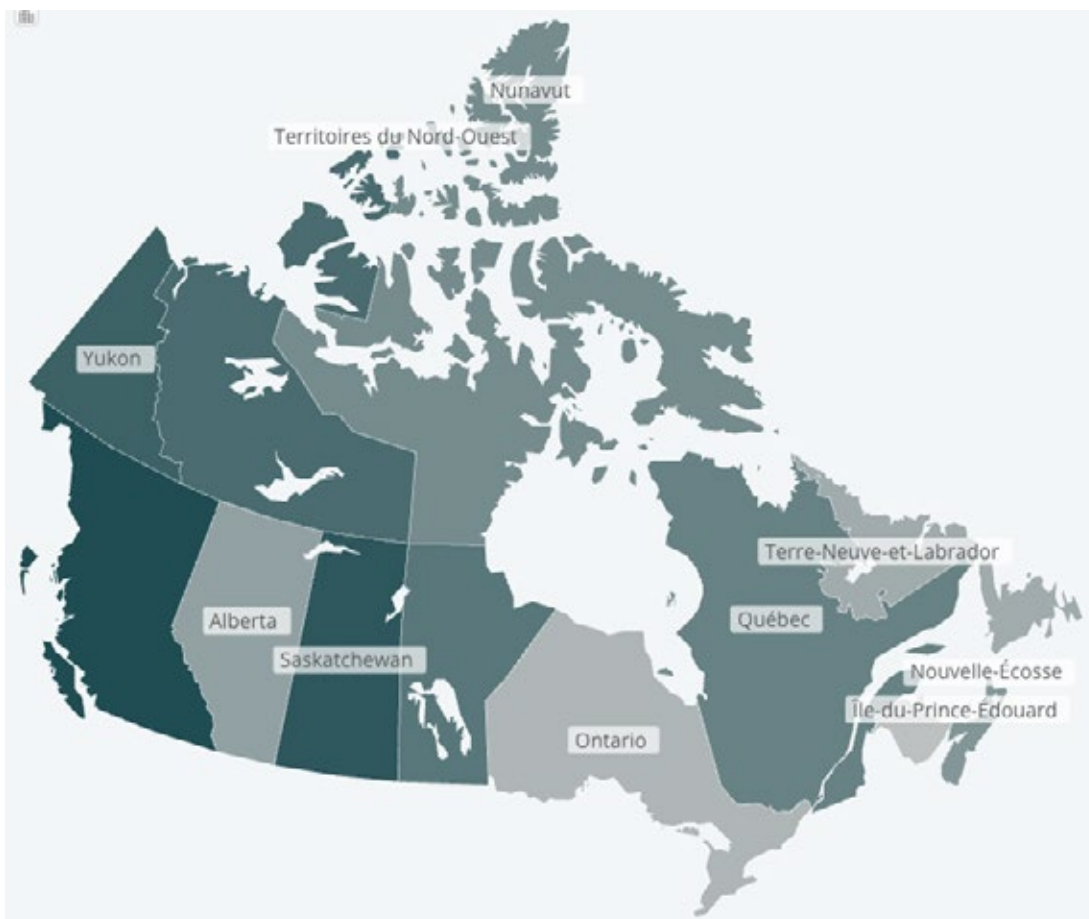 Nunavut
Territoires du Nord-Ouest
Yukon
Terre-Neuve-et-Labrador
Alberta
Québec
Saskatchewan
Nouvelle-Écosse
Île-du-Prince-Édouard
Ontario